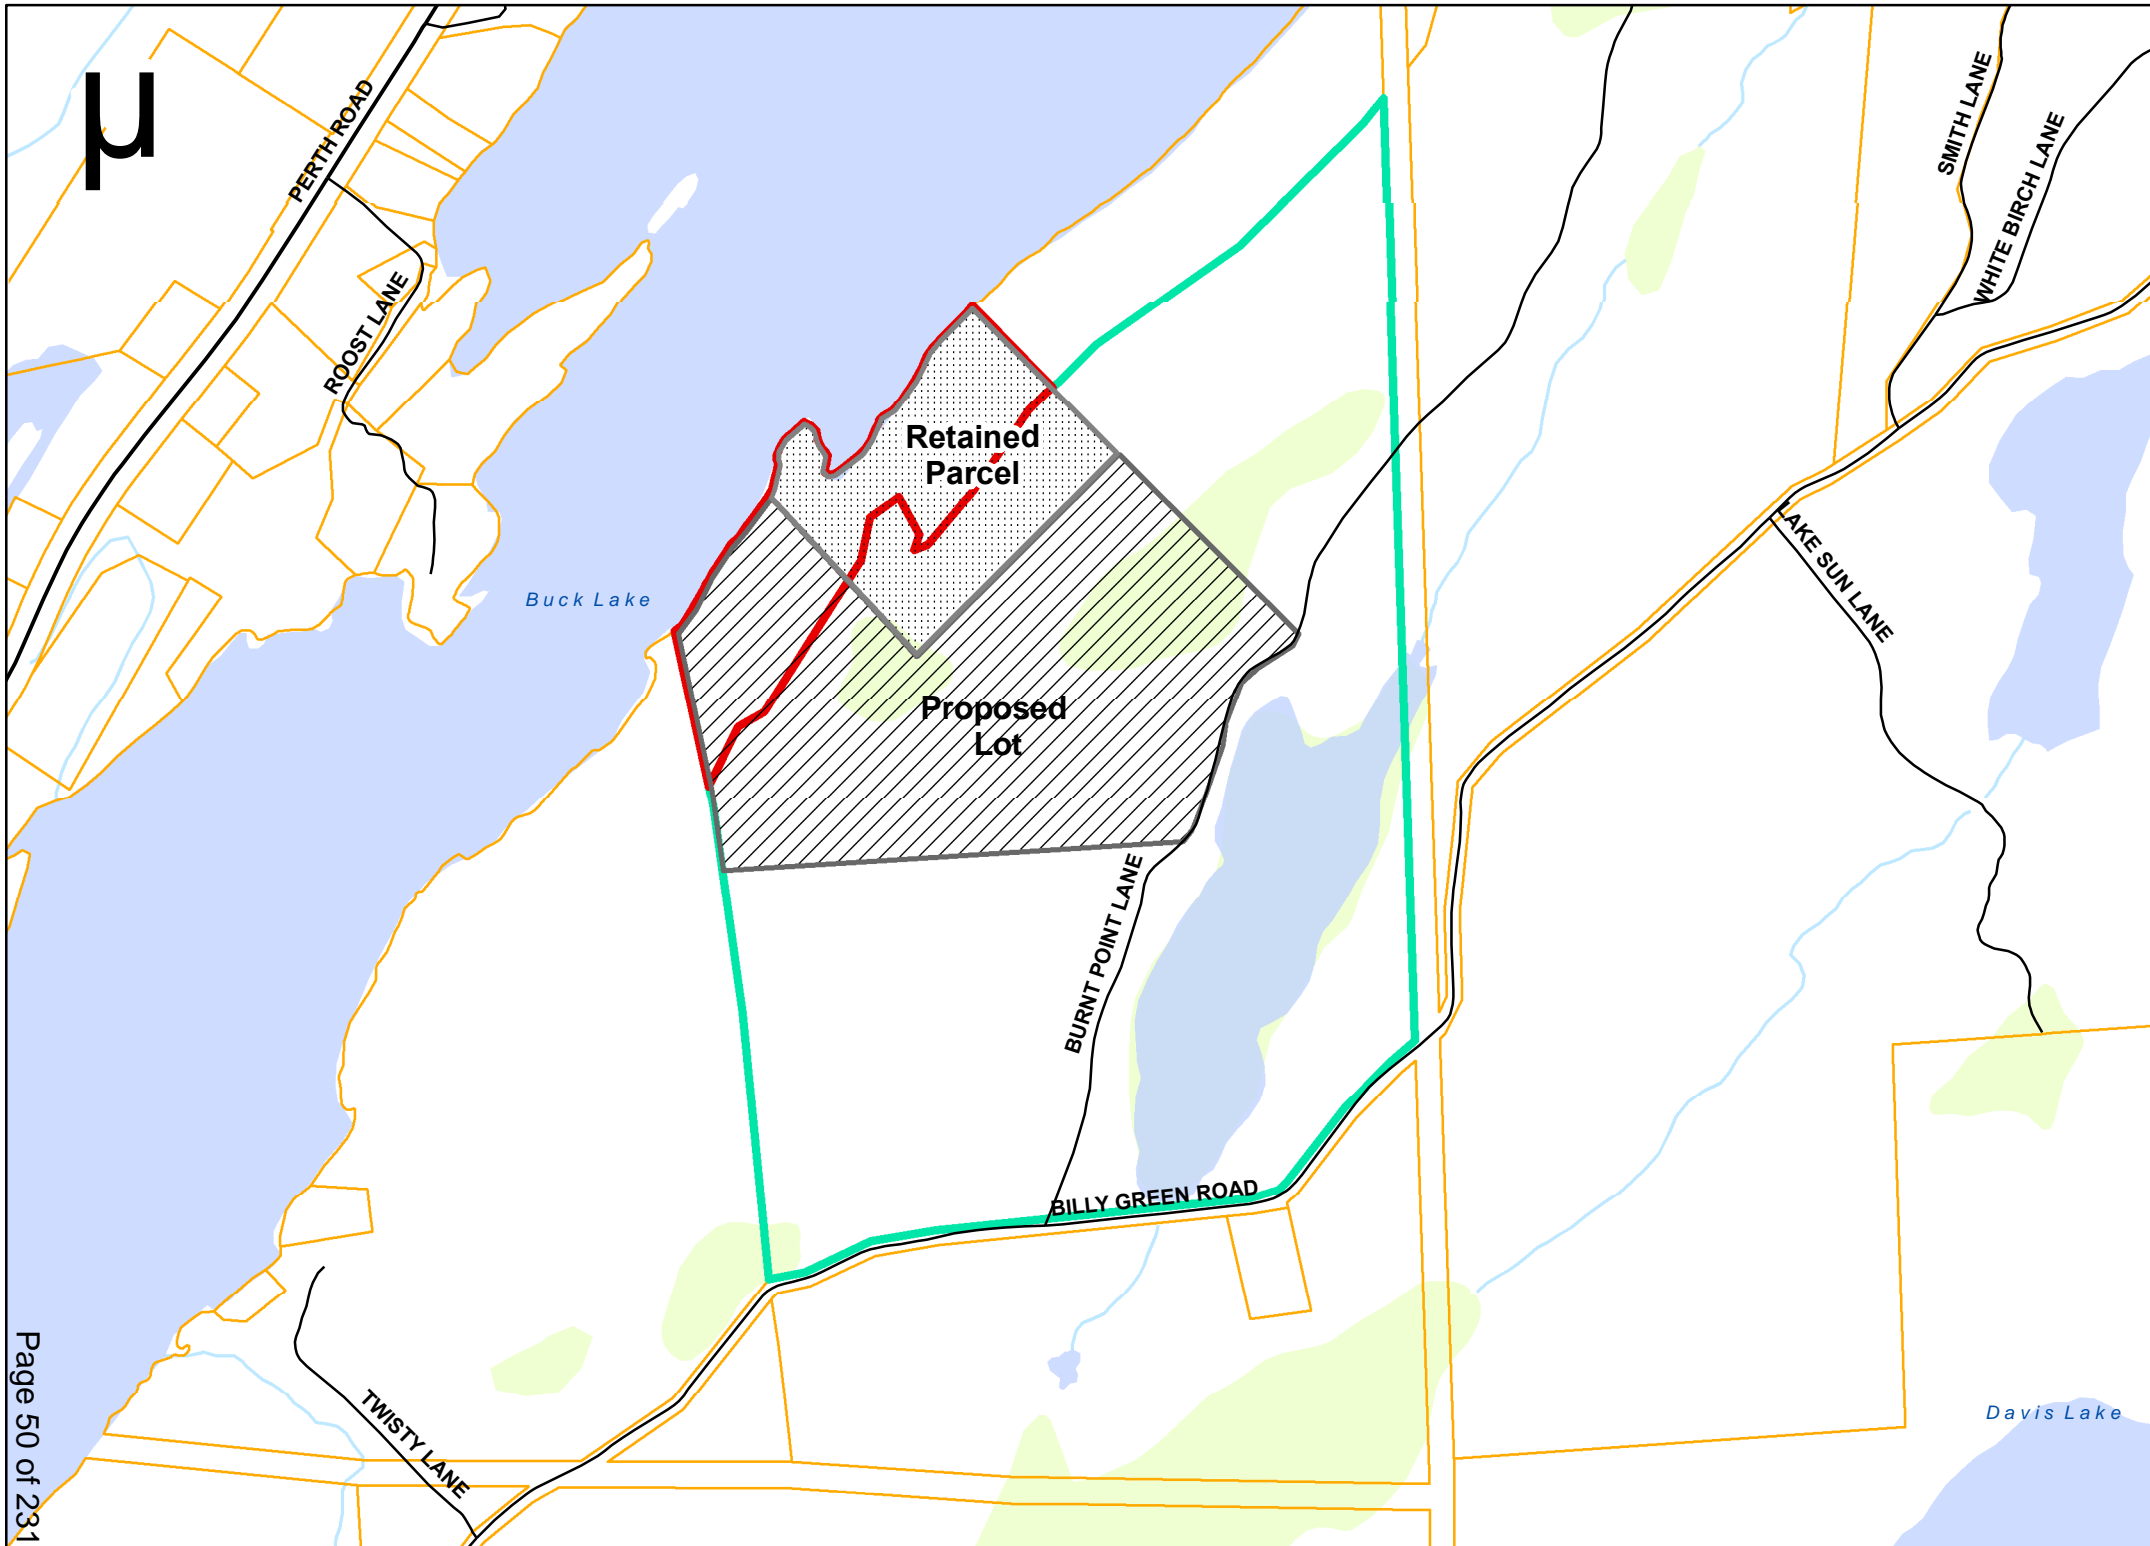 µ
PERTH ROAD
ROOST LANE
SMITH LANE
WHITE BIRCH LANE
Retained
Parcel
LAKE SUN LANE
Buck Lake
Proposed
Lot
BURNT POINT LANE
BILLY GREEN ROAD
TWISTY LANE
Davis Lake
Page 50 of 231